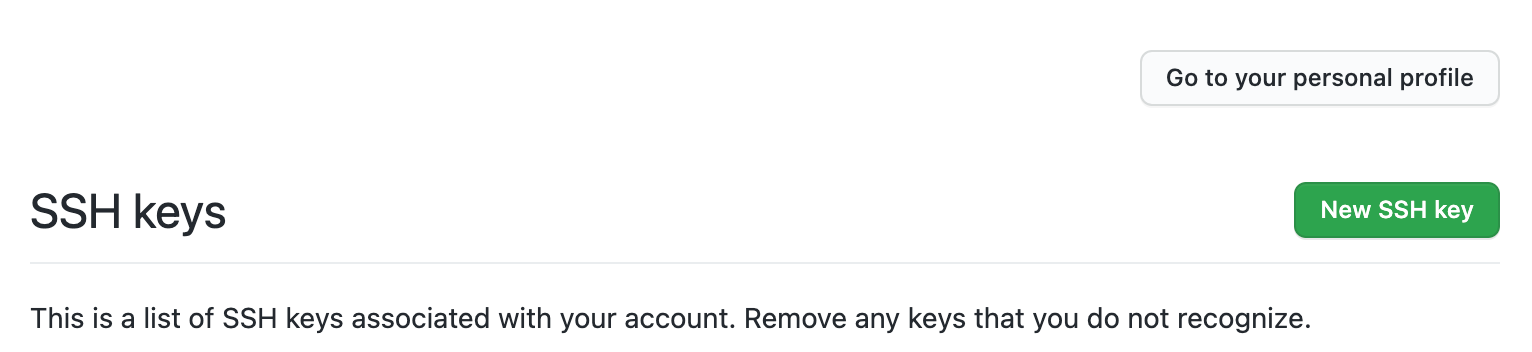 Go to your personal profile
SSH keys
New SSH key
This is a list of SSH keys associated with your account. Remove any keys that you do not recognize.